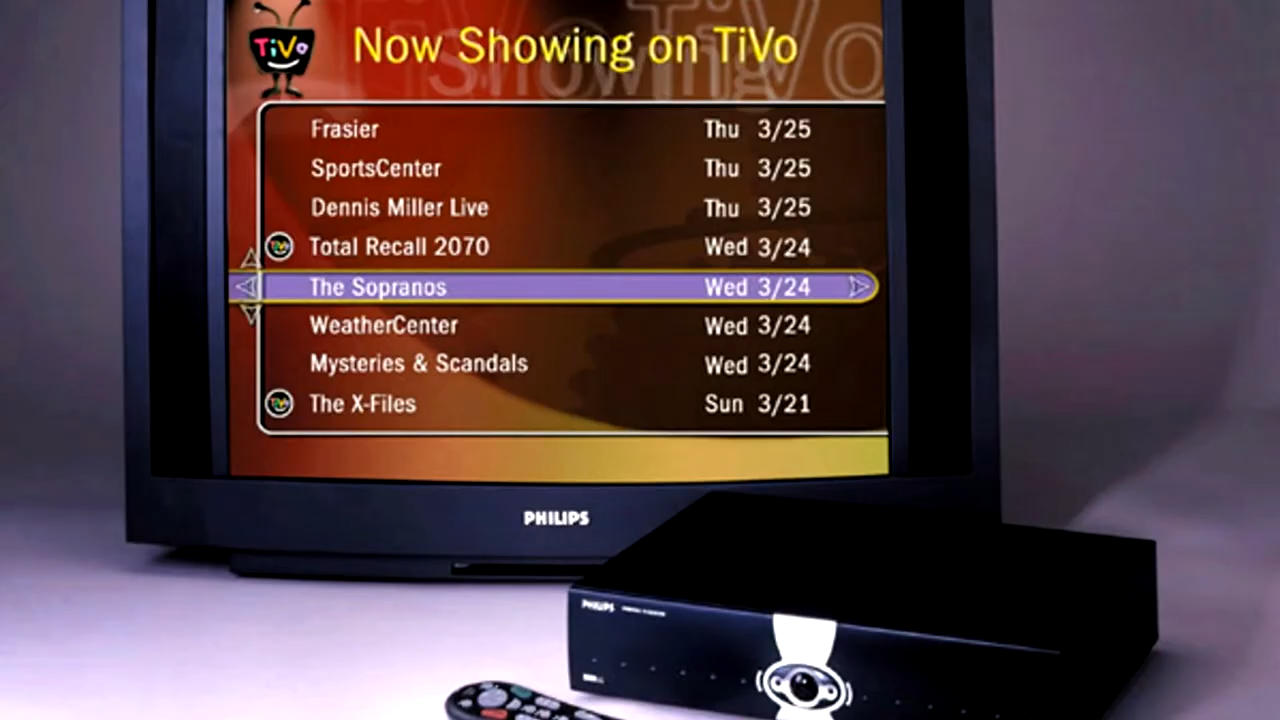 TiVo
Now Showing on TiVo
Frasier Thu 3/25
SportsCenter Thu 3/25
Dennis Miller Live Thu 3/25
TiVo Total Recall 2070 Wed 3/24
The Sopranos Wed 3/24
WeatherCenter Wed 3/24
Mysteries & Scandals Wed 3/24
TiVo The X-Files Sun 3/21
PHILIPS
PHILIPS